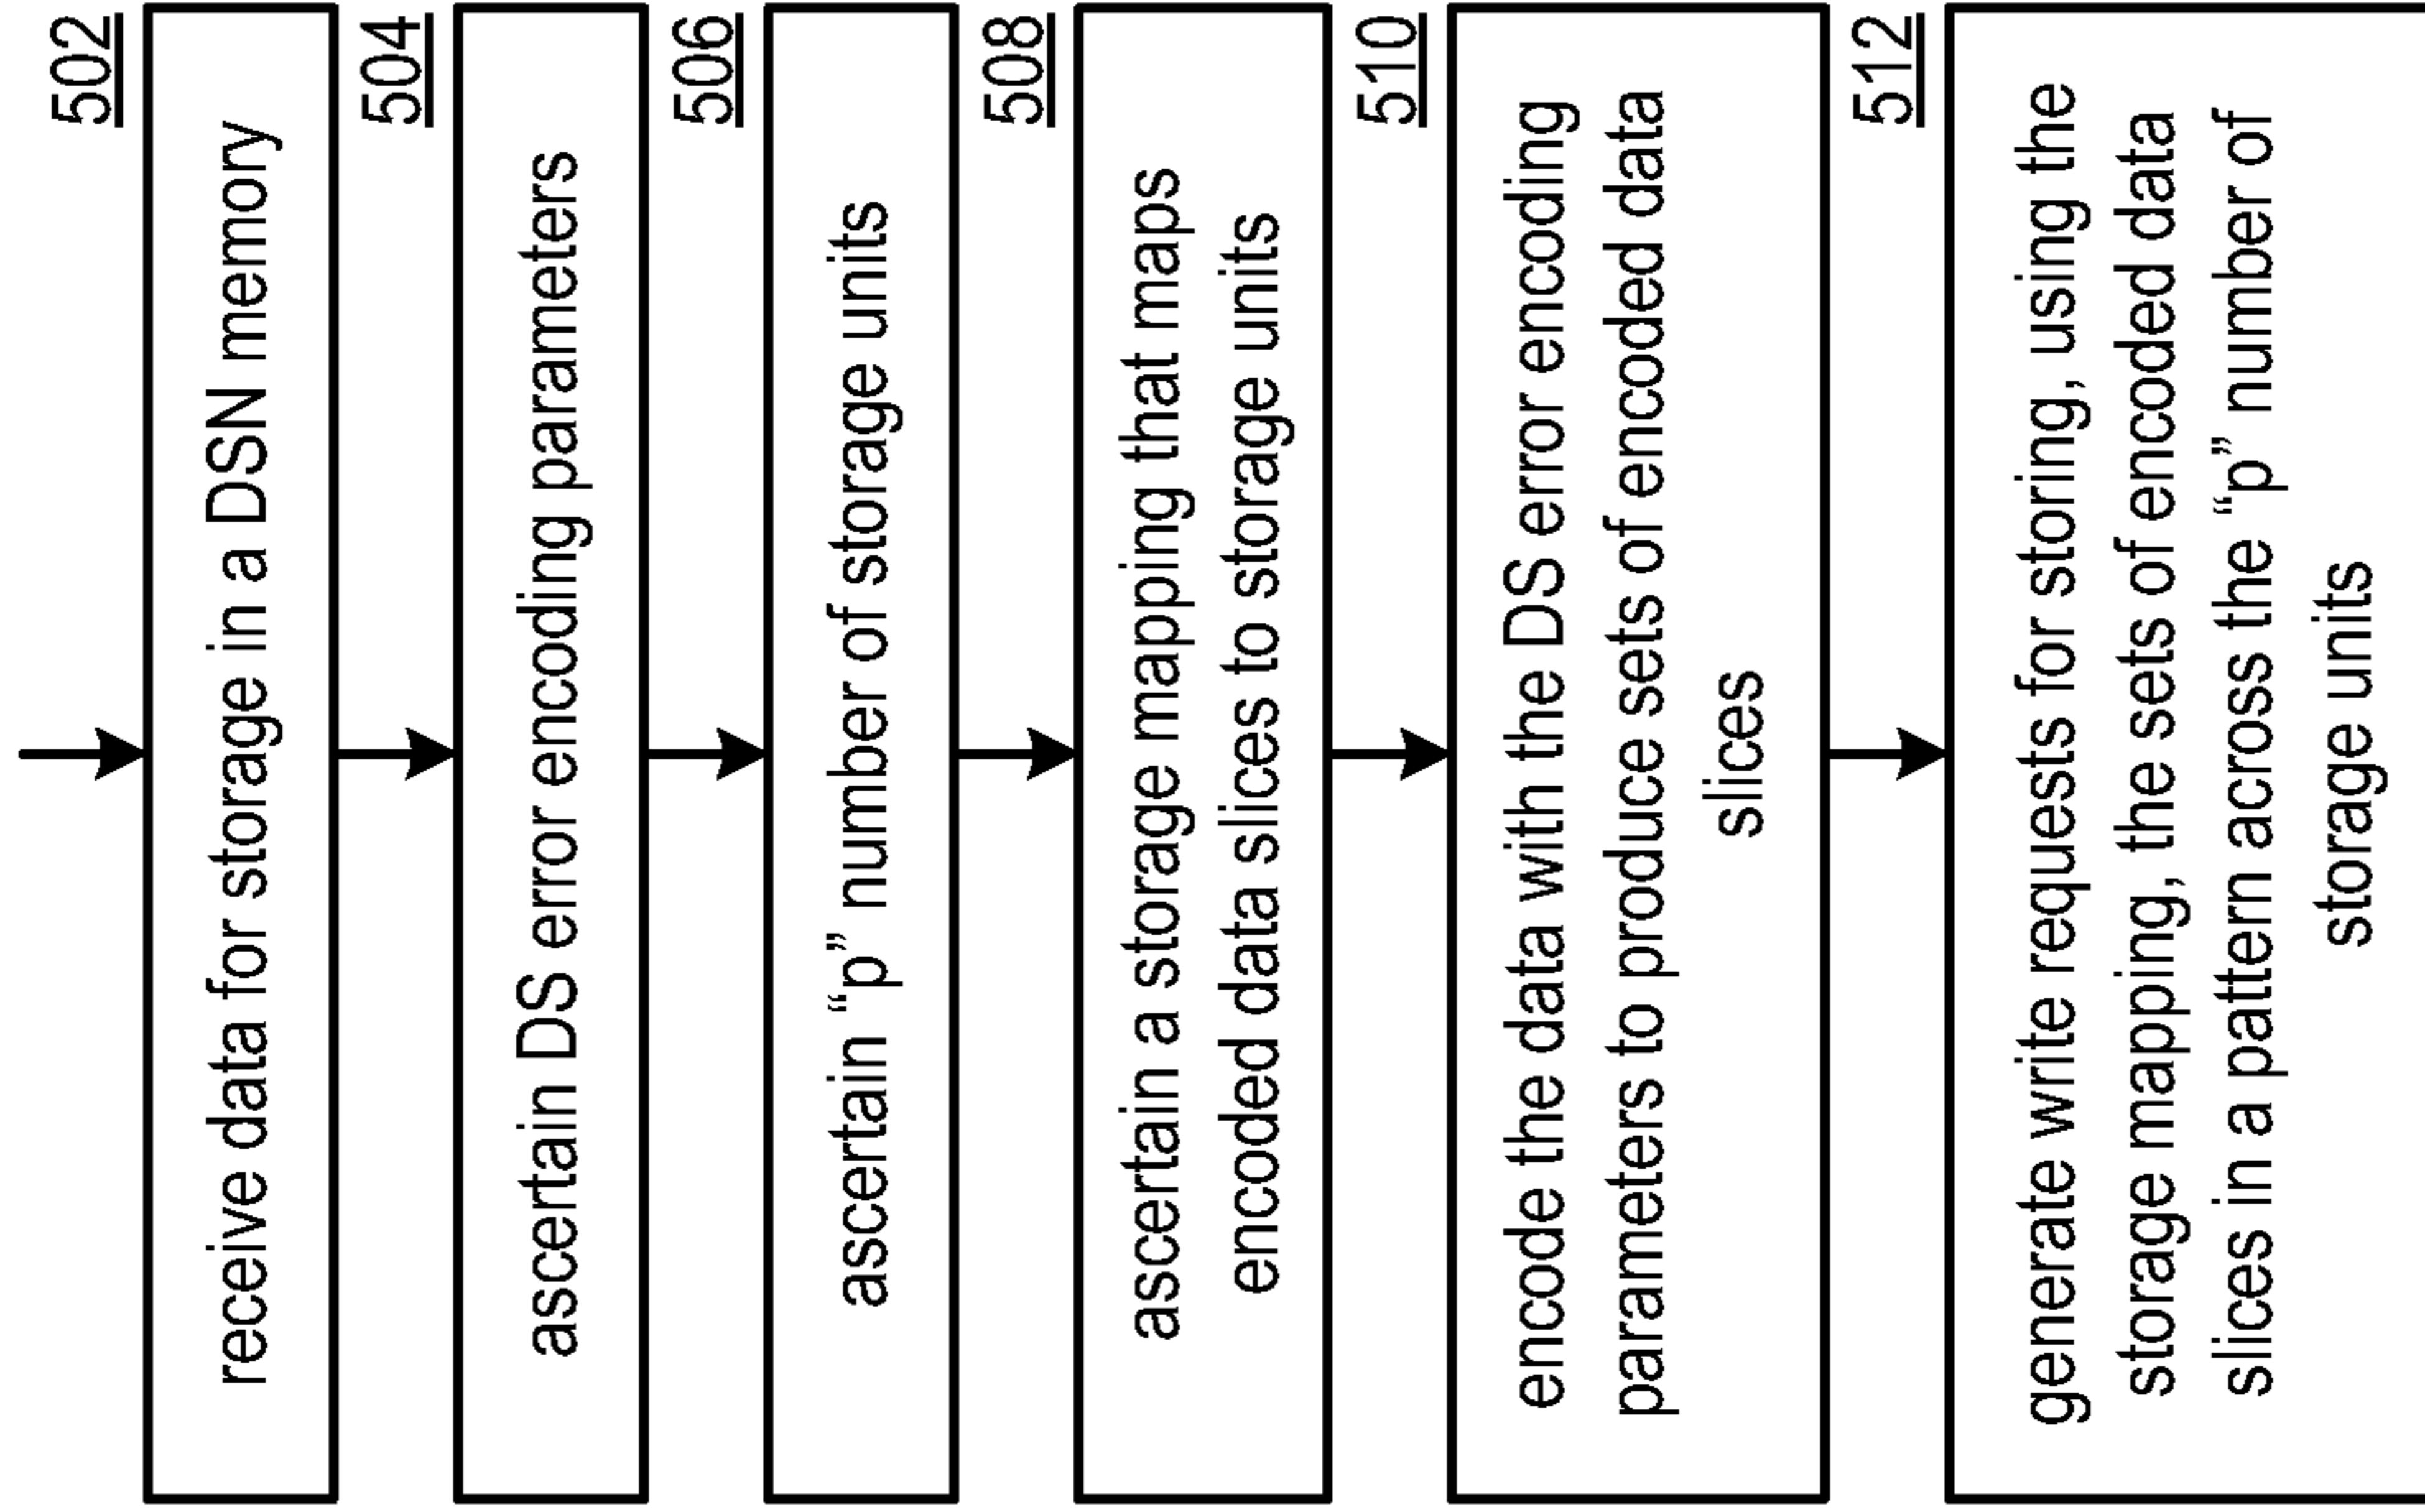 502
receive data for storage in a DSN memory
504
ascertain DS error encoding parameters
506
ascertain “p” number of storage units
508
ascertain a storage mapping that maps
encoded data slices to storage units
510
encode the data with the DS error encoding
parameters to produce sets of encoded data
slices
512
generate write requests for storing, using the
storage mapping, the sets of encoded data
slices in a pattern across the “p” number of
storage units